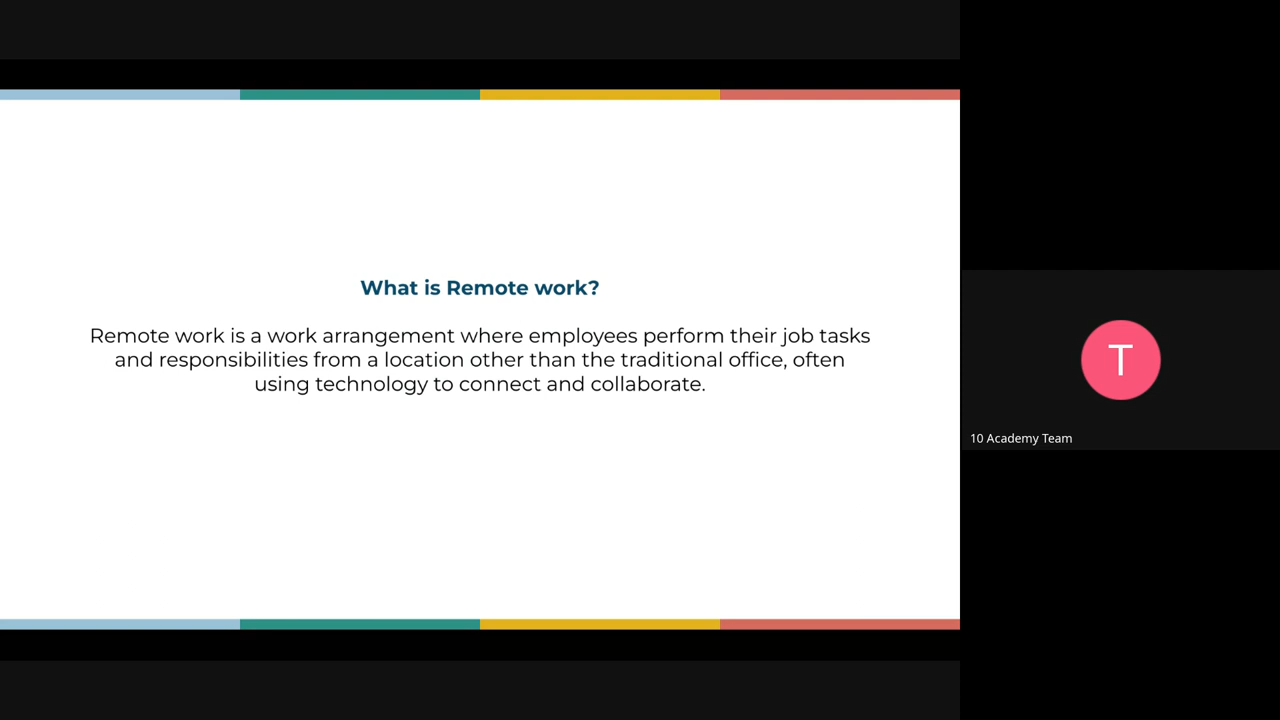 What is Remote work?
Remote work is a work arrangement where employees perform their job tasks
and responsibilities from a location other than the traditional office, often
using technology to connect and collaborate.
T
10 Academy Team